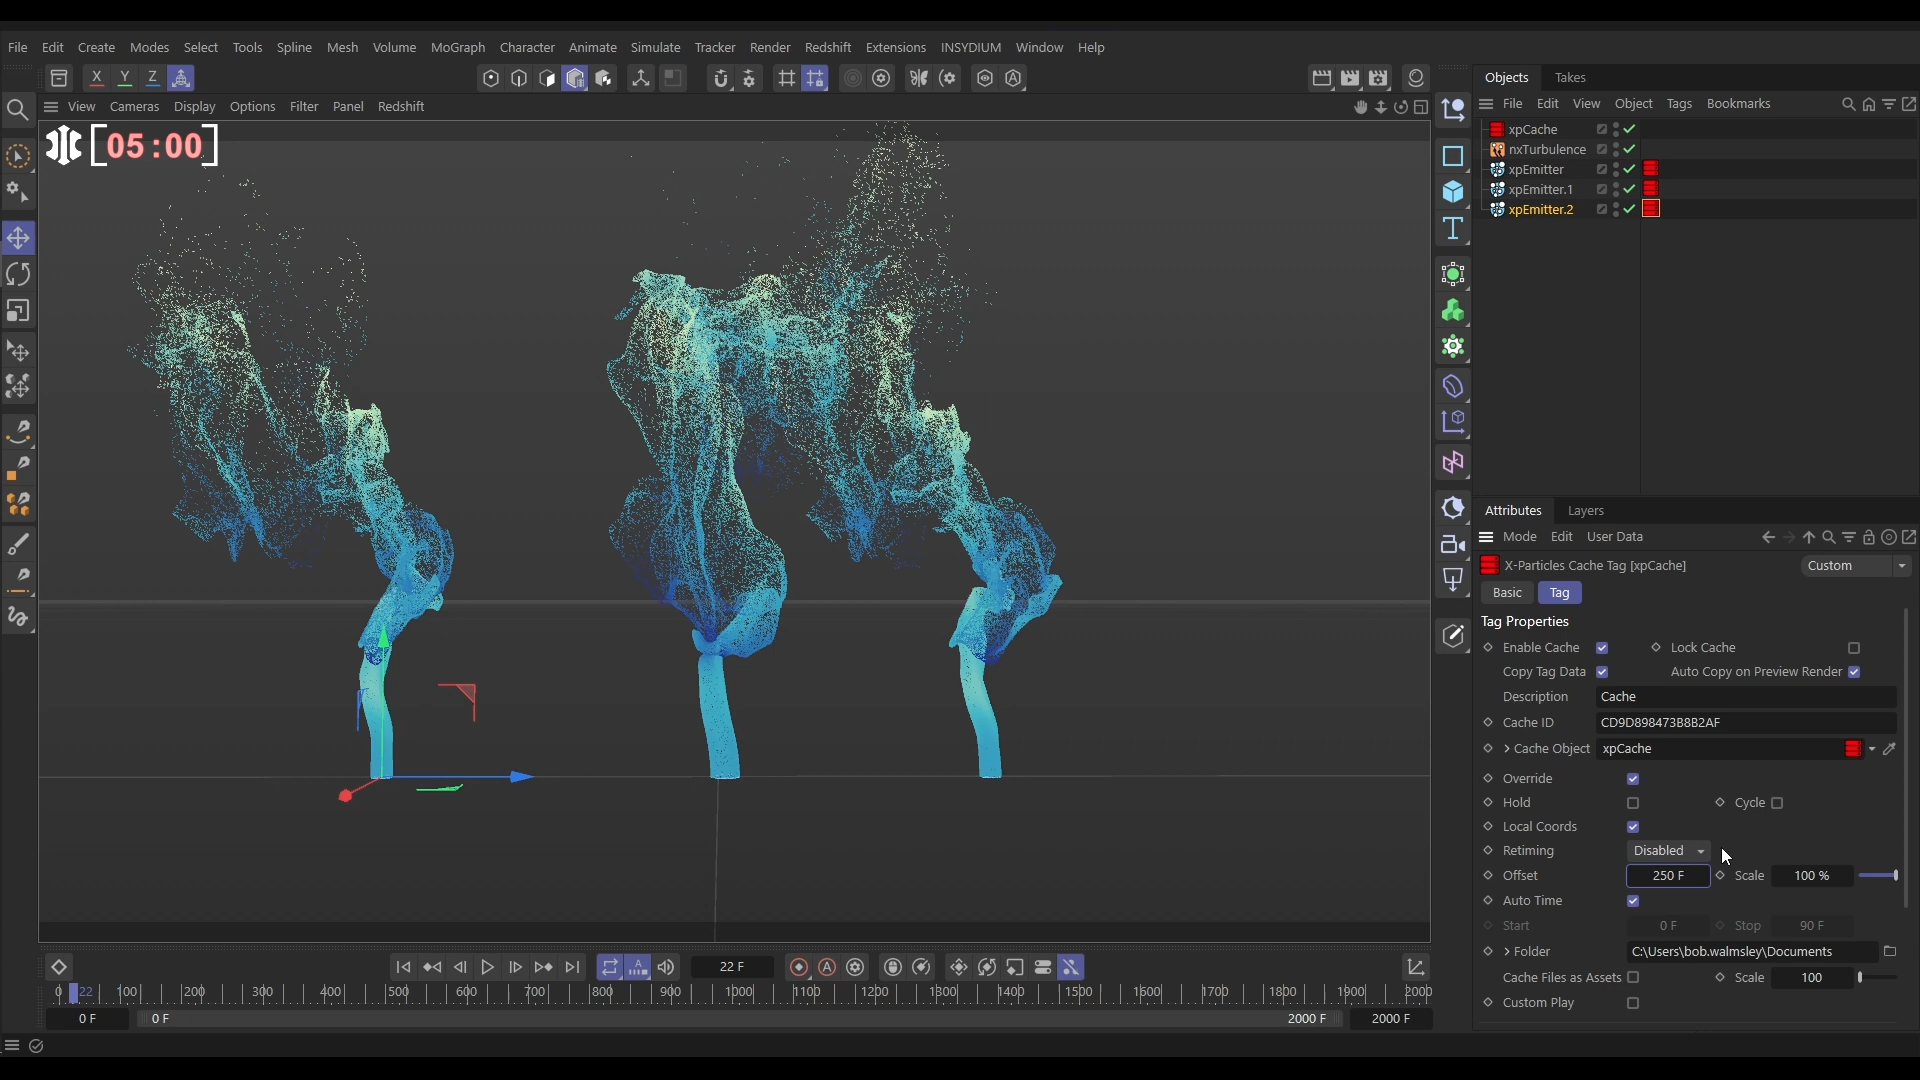 File Edit Create Modes Select Tools Spline Mesh Volume MoGraph Character Animate Simulate Tracker Render Redshift Extensions INSYDIUM Window Help
X Y Z
View Cameras Display Options Filter Panel Redshift
[05:00]
Objects Takes
File Edit View Object Tags Bookmarks
xpCache
nxTurbulence
xpEmitter
xpEmitter.1
xpEmitter.2
Attributes Layers
Mode Edit User Data
X-Particles Cache Tag [xpCache] Custom
Basic Tag
Tag Properties
Enable Cache Lock Cache
Copy Tag Data Auto Copy on Preview Render
Description Cache
Cache ID CD9D898473B8B2AF
> Cache Object xpCache
Override
Hold Cycle
Local Coords
Retiming Disabled
Offset 250 F Scale 100 %
Auto Time
Start 0 F Stop 90 F
> Folder C:\Users\bob.walmsley\Documents
Cache Files as Assets Scale 100
Custom Play
22 F
0 22 100 200 300 400 500 600 700 800 900 1000 1100 1200 1300 1400 1500 1600 1700 1800 1900 2000
0 F 0 F 2000 F 2000 F